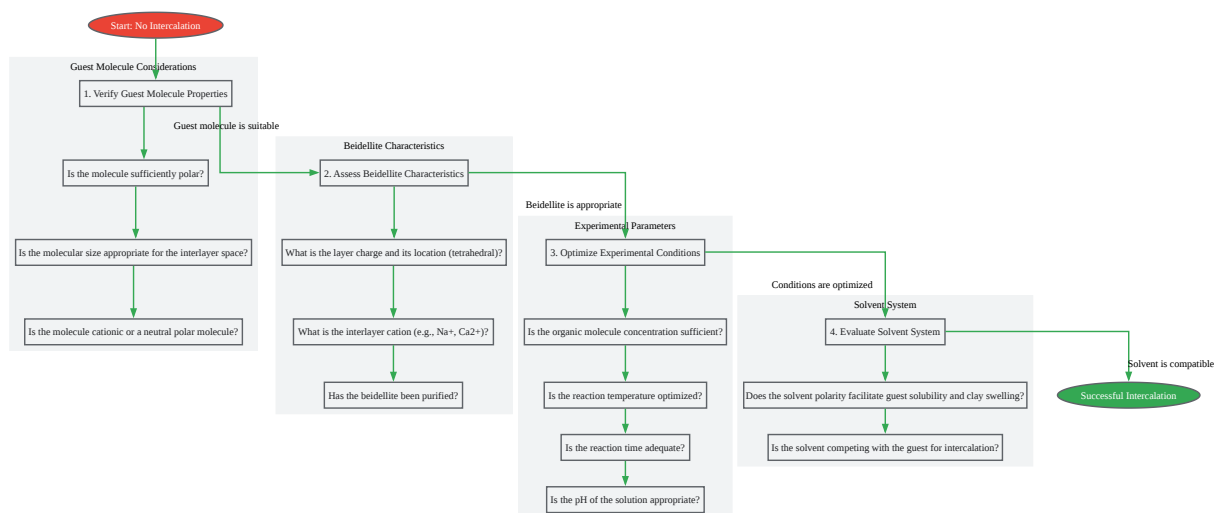 Start: No Intercalation
Guest Molecule Considerations
1. Verify Guest Molecule Properties
Guest molecule is suitable
Is the molecule sufficiently polar?
Is the molecular size appropriate for the interlayer space?
Is the molecule cationic or a neutral polar molecule?
Beidellite Characteristics
2. Assess Beidellite Characteristics
Beidellite is appropriate
What is the layer charge and its location (tetrahedral)?
What is the interlayer cation (e.g., Na+, Ca2+)?
Has the beidellite been purified?
Experimental Parameters
3. Optimize Experimental Conditions
Conditions are optimized
Is the organic molecule concentration sufficient?
Is the reaction temperature optimized?
Is the reaction time adequate?
Is the pH of the solution appropriate?
Solvent System
4. Evaluate Solvent System
Solvent is compatible
Does the solvent polarity facilitate guest solubility and clay swelling?
Is the solvent competing with the guest for intercalation?
Successful Intercalation